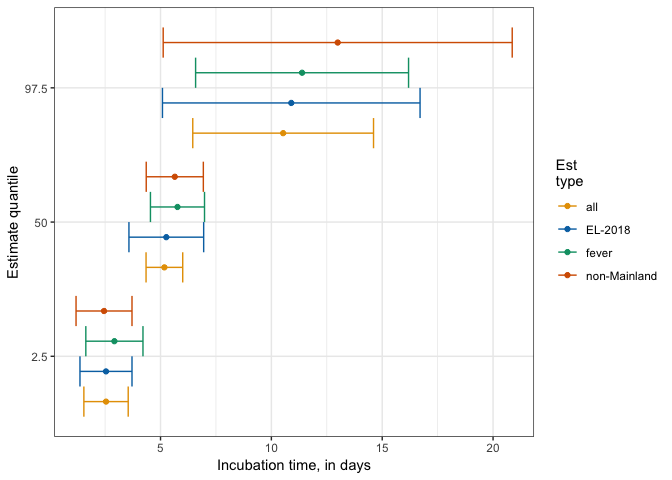 97.5
50
2.5
Estimate quantile
5
10
15
20
Incubation time, in days
Est
type
all
EL-2018
fever
non-Mainland